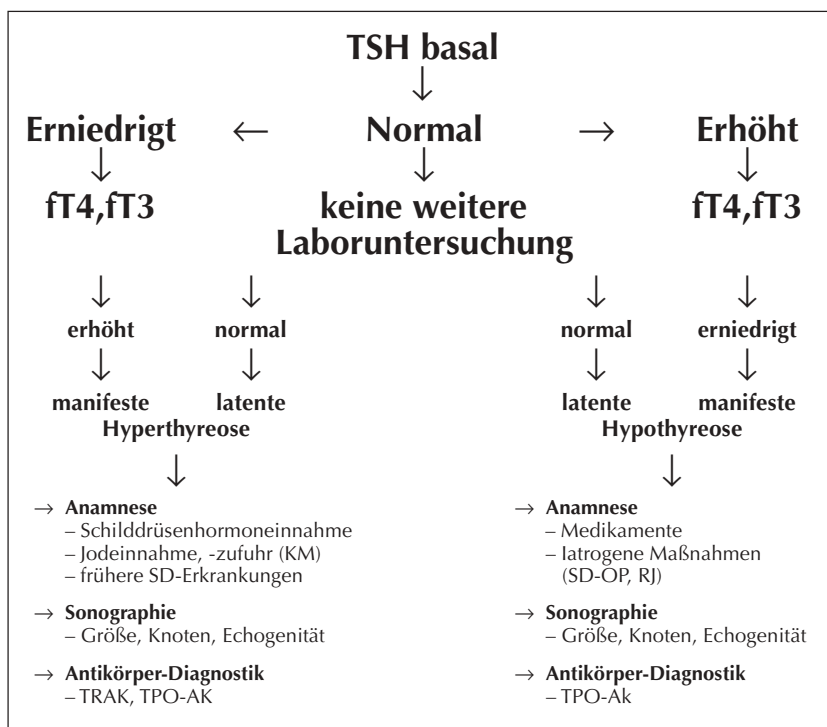 TSH basal
Erniedrigt ← Normal → Erhöht
fT4,fT3 keine weitere fT4,fT3
Laboruntersuchung
erhöht normal normal erniedrigt
manifeste latente latente manifeste
Hyperthyreose Hypothyreose
→ Anamnese
– Schilddrüsenhormoneinnahme
– Jodeinnahme, -zufuhr (KM)
– frühere SD-Erkrankungen
→ Sonographie
– Größe, Knoten, Echogenität
→ Antikörper-Diagnostik
– TRAK, TPO-AK
→ Anamnese
– Medikamente
– Iatrogene Maßnahmen
(SD-OP, RJ)
→ Sonographie
– Größe, Knoten, Echogenität
→ Antikörper-Diagnostik
– TPO-Ak